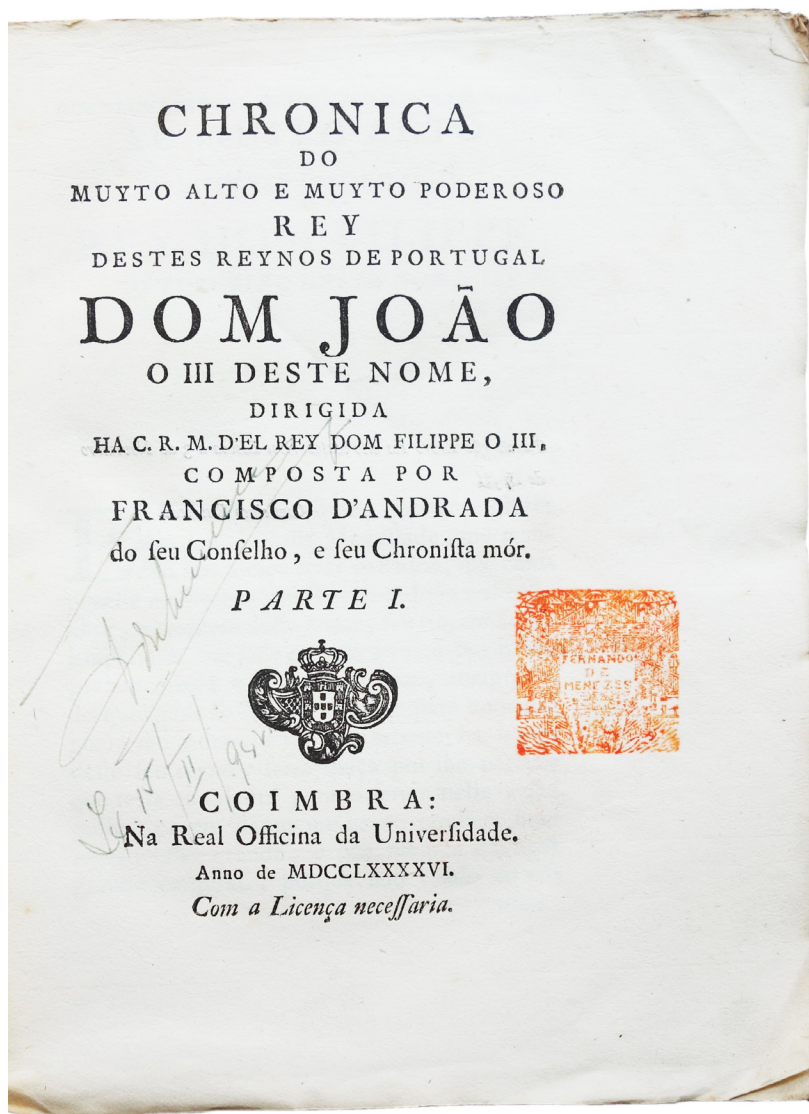 CHRONICA
DO
MUYTO ALTO E MUYTO PODEROSO
REY
DESTES REYNOS DE PORTUGAL
DOM JOÃO
O III DESTE NOME,
DIRIGIDA
HA C. R. M. D'EL REY DOM FILIPPE O III,
COMPOSTA POR
FRANCISCO D'ANDRADA
do ſeu Conſelho, e ſeu Chroniſta mór.
PARTE I.
FERNANDO
DE
MENEZES
COIMBRA:
Na Real Officina da Univerſidade.
Anno de MDCCLXXXXVI.
Com a Licença neceſſaria.